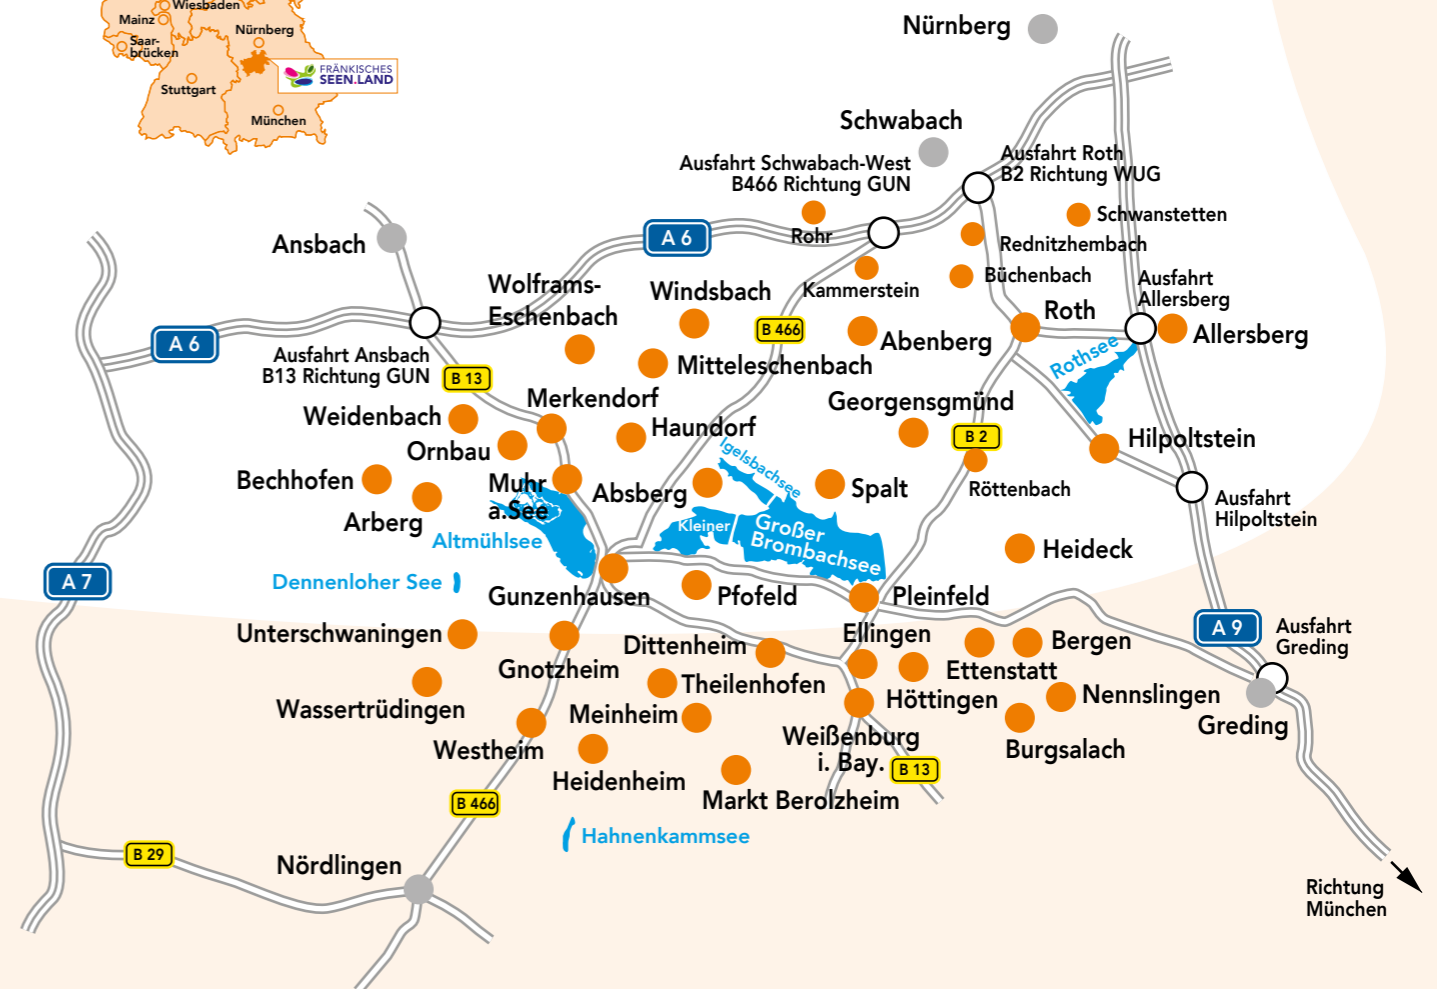 Wiesbaden
Mainz
Saar-
brücken
Nürnberg
FRÄNKISCHES
SEEN.LAND
Stuttgart
München
Nürnberg
Schwabach
Ausfahrt Schwabach-West
B466 Richtung GUN
Ausfahrt Roth
B2 Richtung WUG
Schwanstetten
Rohr
Rednitzhembach
Ansbach
A 6
Büchenbach
Kammerstein
Ausfahrt
Allersberg
Wolframs-
Eschenbach
Windsbach
Roth
B 466
Abenberg
Allersberg
A 6
Ausfahrt Ansbach
B13 Richtung GUN
B 13
Mitteleschenbach
Rothsee
Weidenbach
Merkendorf
Haundorf
Georgensgmünd
B 2
Hilpoltstein
Ornbau
Igelsbachsee
Bechhofen
Muhr
a.See
Absberg
Spalt
Röttenbach
Ausfahrt
Hilpoltstein
Arberg
Altmühlsee
Kleiner
Großer
Brombachsee
Heideck
A 7
Dennenloher See
Gunzenhausen
Pfofeld
Pleinfeld
Unterschwaningen
Gnotzheim
Dittenheim
Ellingen
Ettenstatt
Bergen
A 9
Ausfahrt
Greding
Theilenhofen
Höttingen
Nennslingen
Wassertrüdingen
Meinheim
Greding
Westheim
Weißenburg
i. Bay.
B 13
Burgsalach
Heidenheim
Markt Berolzheim
B 466
Hahnenkammsee
B 29
Nördlingen
Richtung
München